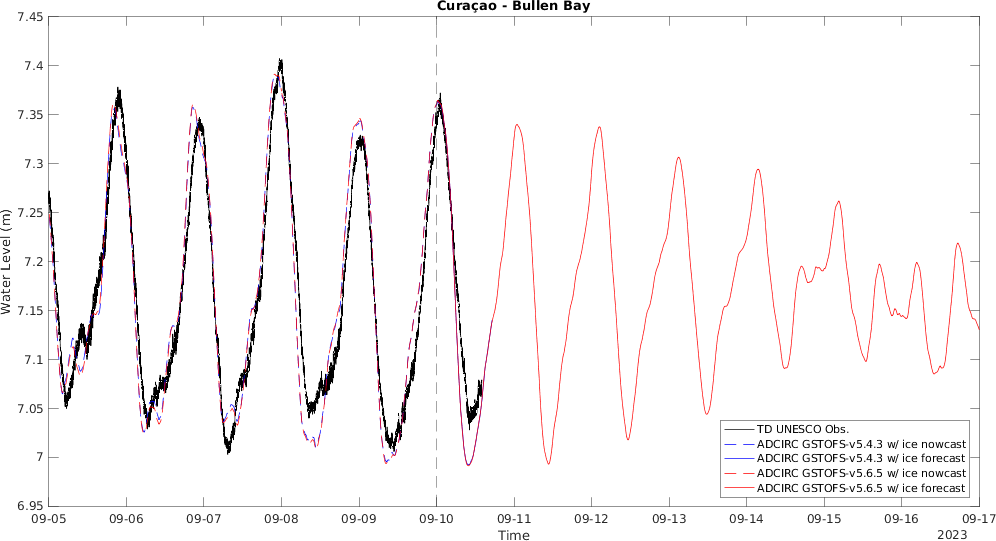 Curaçao - Bullen Bay
7.45
7.4
7.35
7.3
7.25
7.2
7.15
7.1
7.05
7
6.95
Water Level (m)
TD UNESCO Obs.
ADCIRC GSTOFS-v5.4.3 w/ ice nowcast
ADCIRC GSTOFS-v5.4.3 w/ ice forecast
ADCIRC GSTOFS-v5.6.5 w/ ice nowcast
ADCIRC GSTOFS-v5.6.5 w/ ice forecast
09-05 09-06 09-07 09-08 09-09 09-10 09-11 09-12 09-13 09-14 09-15 09-16 09-17
Time
2023